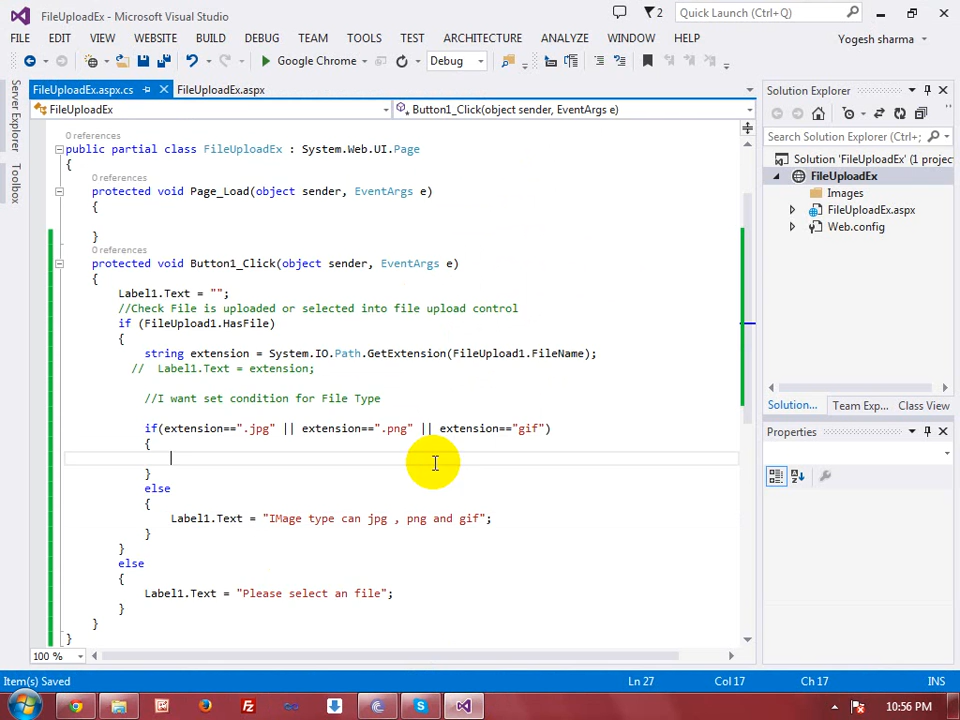 FileUploadEx - Microsoft Visual Studio
2
Quick Launch (Ctrl+;)
FILE EDIT VIEW WEBSITE BUILD DEBUG TEAM TOOLS TEST ARCHITECTURE ANALYZE WINDOW HELP
Yogesh sharma
Google Chrome
Debug
FileUploadEx.aspx.cs
FileUploadEx.aspx
FileUploadEx
Button1_Click(object sender, EventArgs e)
Server Explorer
Toolbox
0 references
public partial class FileUploadEx : System.Web.UI.Page
{
0 references
protected void Page_Load(object sender, EventArgs e)
{
}
0 references
protected void Button1_Click(object sender, EventArgs e)
{
Label1.Text = "";
//Check File is uploaded or selected into file upload control
if (FileUpload1.HasFile)
{
string extension = System.IO.Path.GetExtension(FileUpload1.FileName);
// Label1.Text = extension;
//I want set condition for File Type
if(extension==".jpg" || extension==".png" || extension=="gif")
{
}
else
{
Label1.Text = "IMage type can jpg , png and gif";
}
}
else
{
Label1.Text = "Please select an file";
}
}
}
100 %
Solution Explorer
Search Solution Explorer (Ctrl+;
Solution 'FileUploadEx' (1 projec
FileUploadEx
Images
FileUploadEx.aspx
Web.config
Solution...
Team Exp...
Class View
Properties
Item(s) Saved
Ln 27
Col 17
Ch 17
INS
10:56 PM